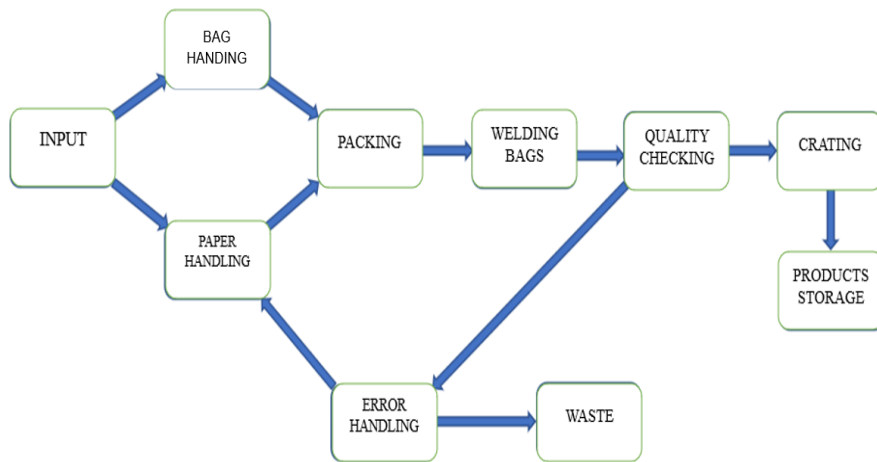 BAG
HANDING
INPUT
PACKING
WELDING
BAGS
QUALITY
CHECKING
CRATING
PAPER
HANDLING
PRODUCTS
STORAGE
ERROR
HANDLING
WASTE